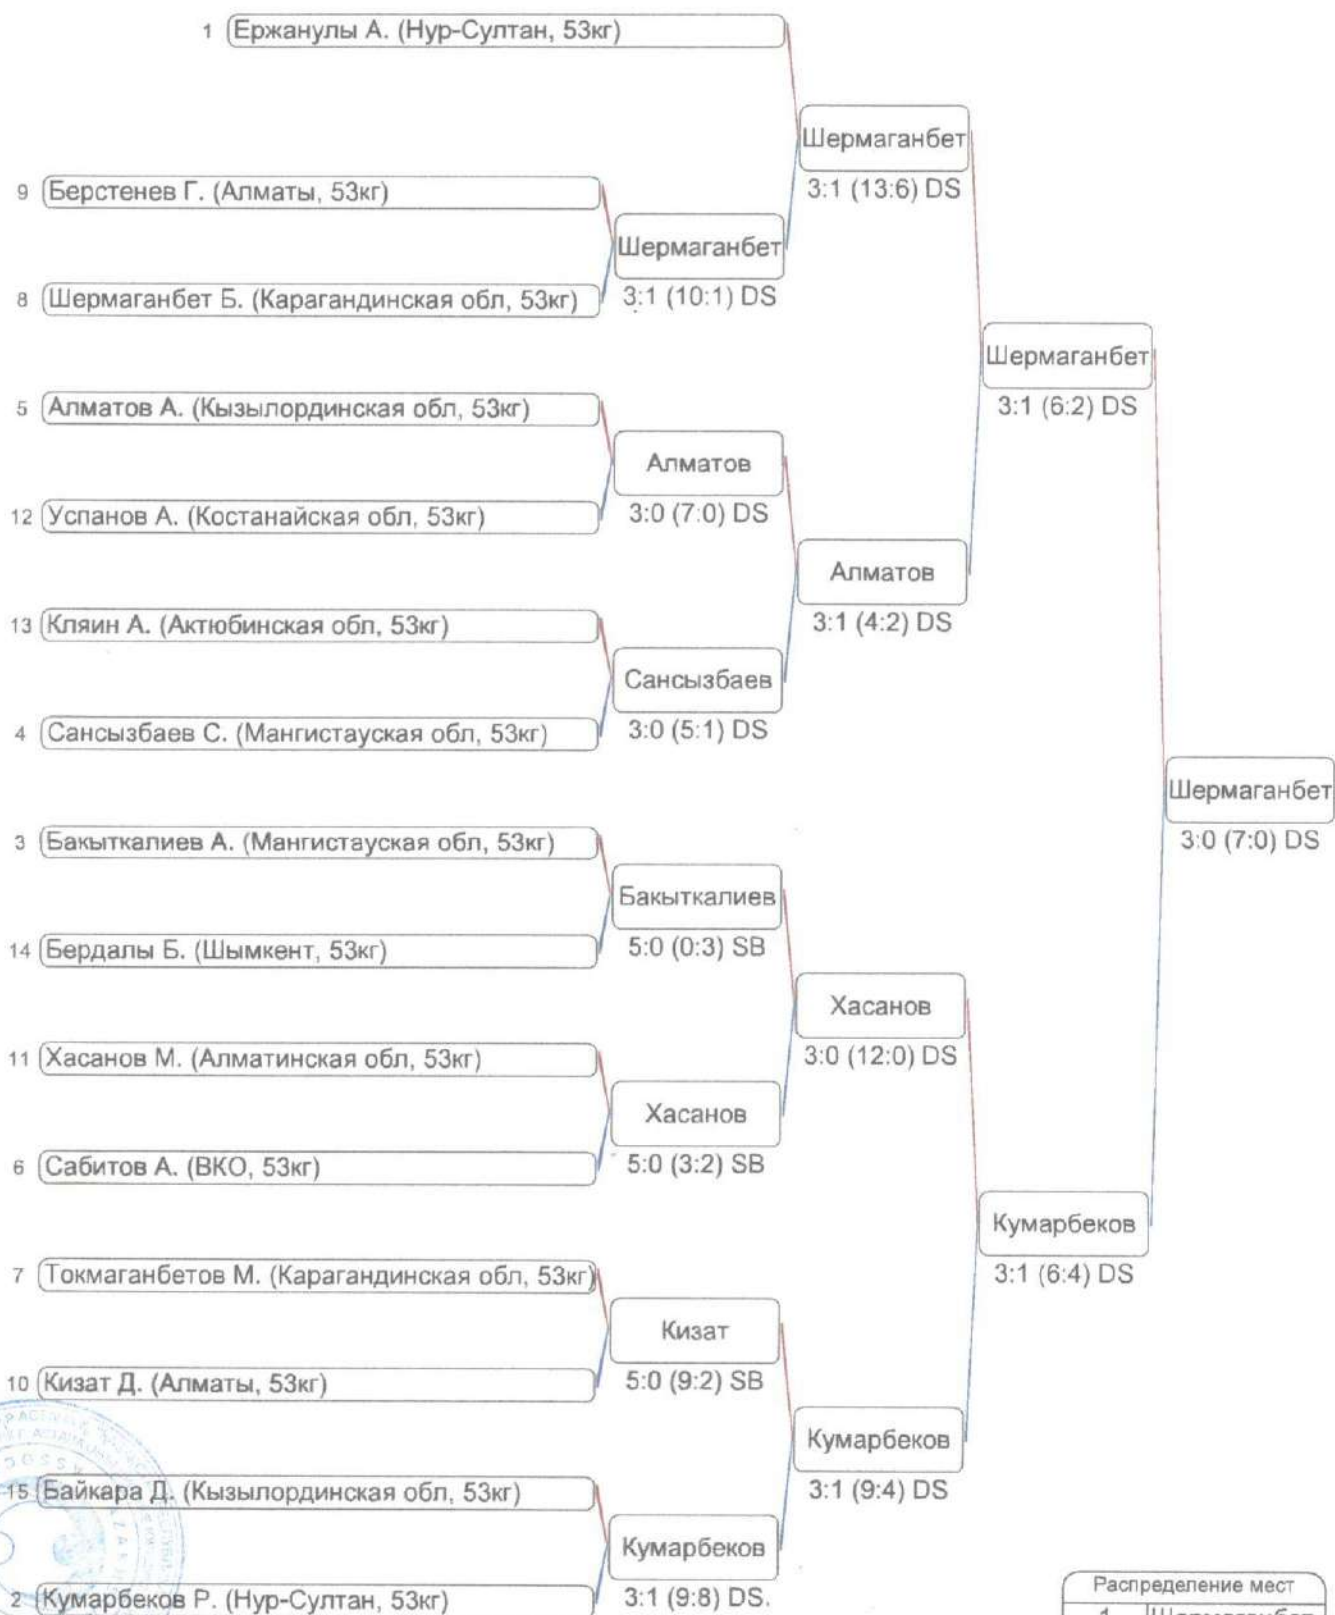 1 Ержанулы А. (Нур-Султан, 53кг)
Шермаганбет
3:1 (13:6) DS
9 Берстенев Г. (Алматы, 53кг)
Шермаганбет
3:1 (10:1) DS
8 Шермаганбет Б. (Карагандинская обл, 53кг)
Шермаганбет
3:1 (6:2) DS
5 Алматов А. (Кызылординская обл, 53кг)
Алматов
3:0 (7:0) DS
12 Успанов А. (Костанайская обл, 53кг)
Алматов
3:1 (4:2) DS
13 Кляин А. (Актюбинская обл, 53кг)
Сансызбаев
3:0 (5:1) DS
4 Сансызбаев С. (Мангистауская обл, 53кг)
Шермаганбет
3:0 (7:0) DS
3 Бакыткалиев А. (Мангистауская обл, 53кг)
Бакыткалиев
5:0 (0:3) SB
14 Бердалы Б. (Шымкент, 53кг)
Хасанов
3:0 (12:0) DS
11 Хасанов М. (Алматинская обл, 53кг)
Хасанов
5:0 (3:2) SB
6 Сабитов А. (ВКО, 53кг)
Кумарбеков
3:1 (6:4) DS
7 Токмаганбетов М. (Карагандинская обл, 53кг)
Кизат
5:0 (9:2) SB
10 Кизат Д. (Алматы, 53кг)
Кумарбеков
3:1 (9:4) DS
15 Байкара Д. (Кызылординская обл, 53кг)
Кумарбеков
3:1 (9:8) DS.
2 Кумарбеков Р. (Нур-Султан, 53кг)
Распределение мест
1 Шермаганбет